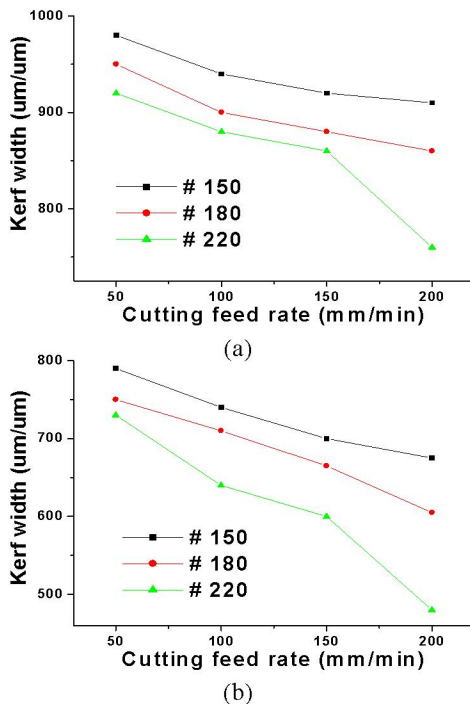 1000
900
800
Kerf width (um/um)
# 150
# 180
# 220
50 100 150 200
Cutting feed rate (mm/min)
(a)
800
700
600
500
Kerf width (um/um)
# 150
# 180
# 220
50 100 150 200
Cutting feed rate (mm/min)
(b)